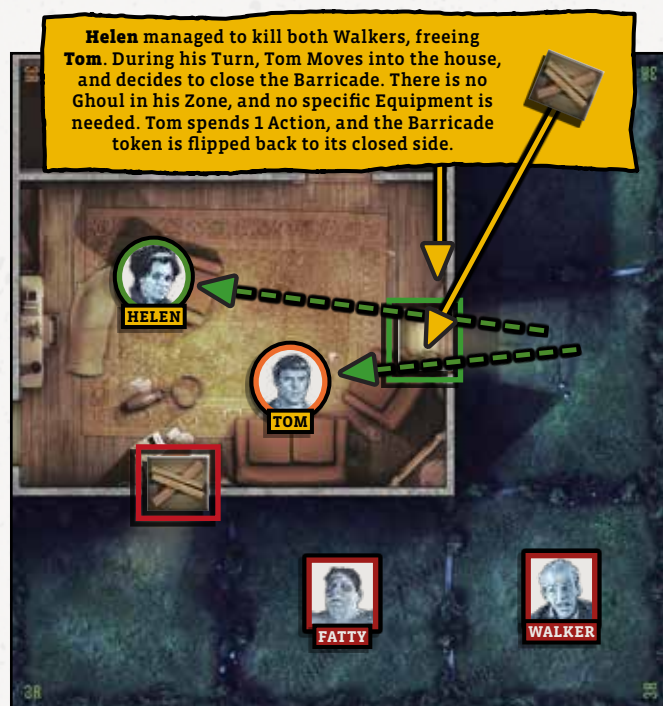 Helen managed to kill both Walkers, freeing
Tom. During his Turn, Tom Moves into the house,
and decides to close the Barricade. There is no
Ghoul in his Zone, and no specific Equipment is
needed. Tom spends 1 Action, and the Barricade
token is flipped back to its closed side.
HELEN
TOM
FATTY
WALKER
3R
3R